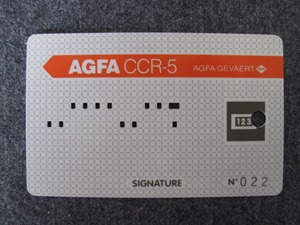 AGFA CCR-5 AGFA-GEVAERT
123
SIGNATURE N° 022